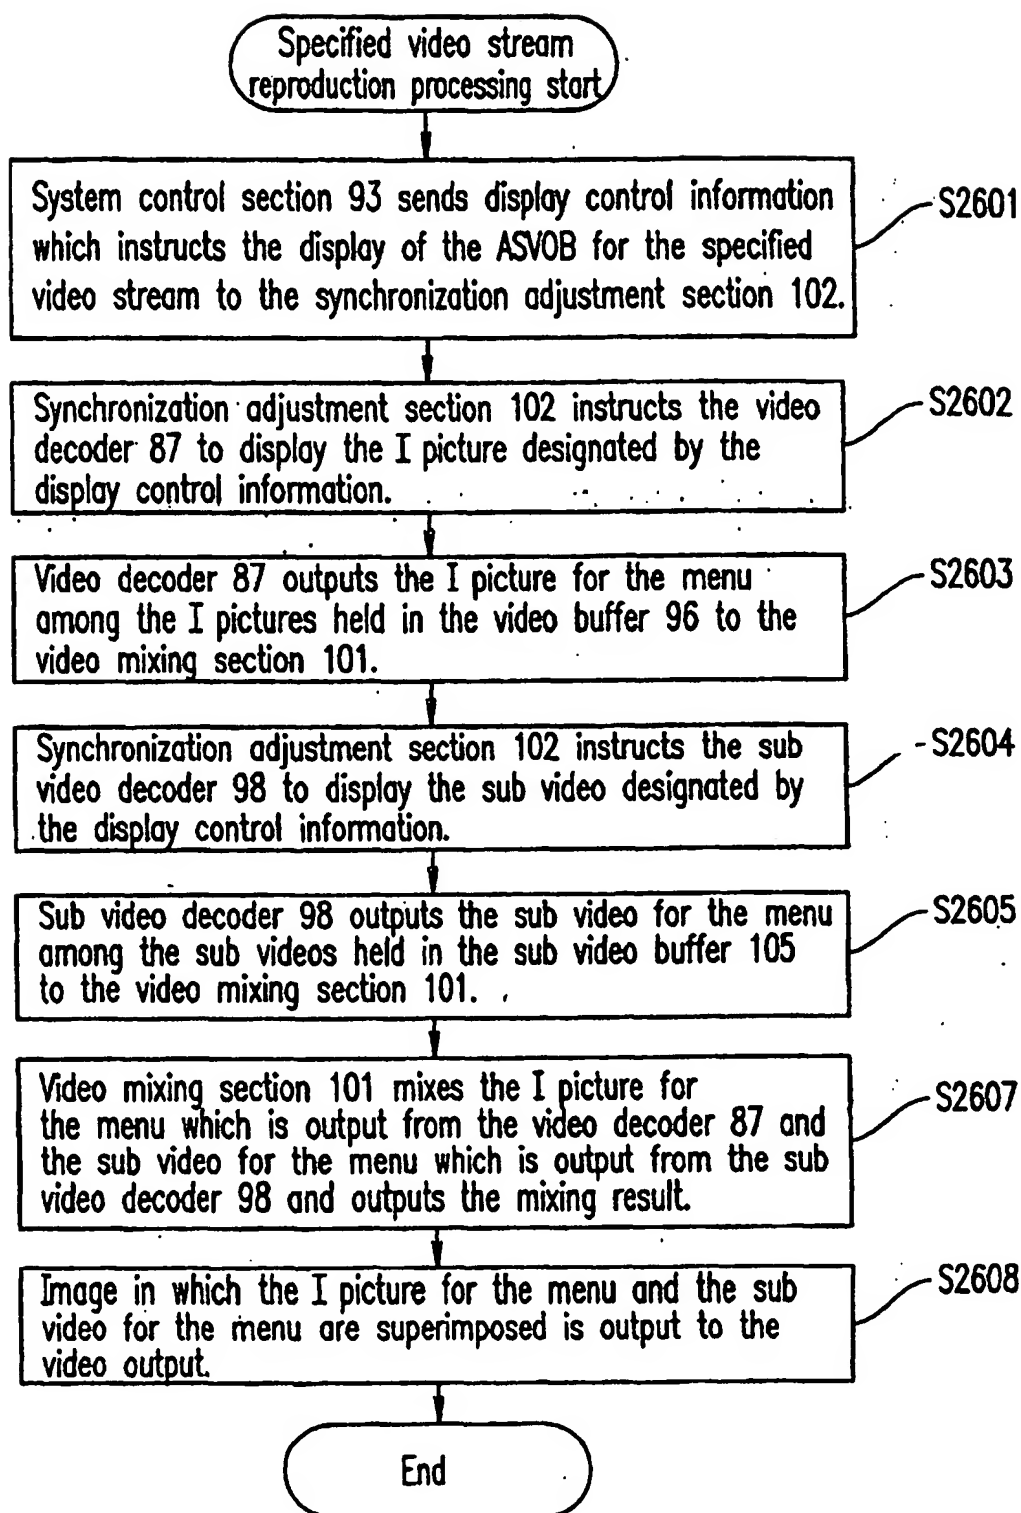 Specified video stream
reproduction processing start
System control section 93 sends display control information
which instructs the display of the ASVOB for the specified
video stream to the synchronization adjustment section 102.
S2601
Synchronization adjustment section 102 instructs the video
decoder 87 to display the I picture designated by the
display control information.
S2602
Video decoder 87 outputs the I picture for the menu
among the I pictures held in the video buffer 96 to the
video mixing section 101.
S2603
Synchronization adjustment section 102 instructs the sub
video decoder 98 to display the sub video designated by
the display control information.
S2604
Sub video decoder 98 outputs the sub video for the menu
among the sub videos held in the sub video buffer 105
to the video mixing section 101.
S2605
Video mixing section 101 mixes the I picture for
the menu which is output from the video decoder 87 and
the sub video for the menu which is output from the sub
video decoder 98 and outputs the mixing result.
S2607
Image in which the I picture for the menu and the sub
video for the menu are superimposed is output to the
video output.
S2608
End